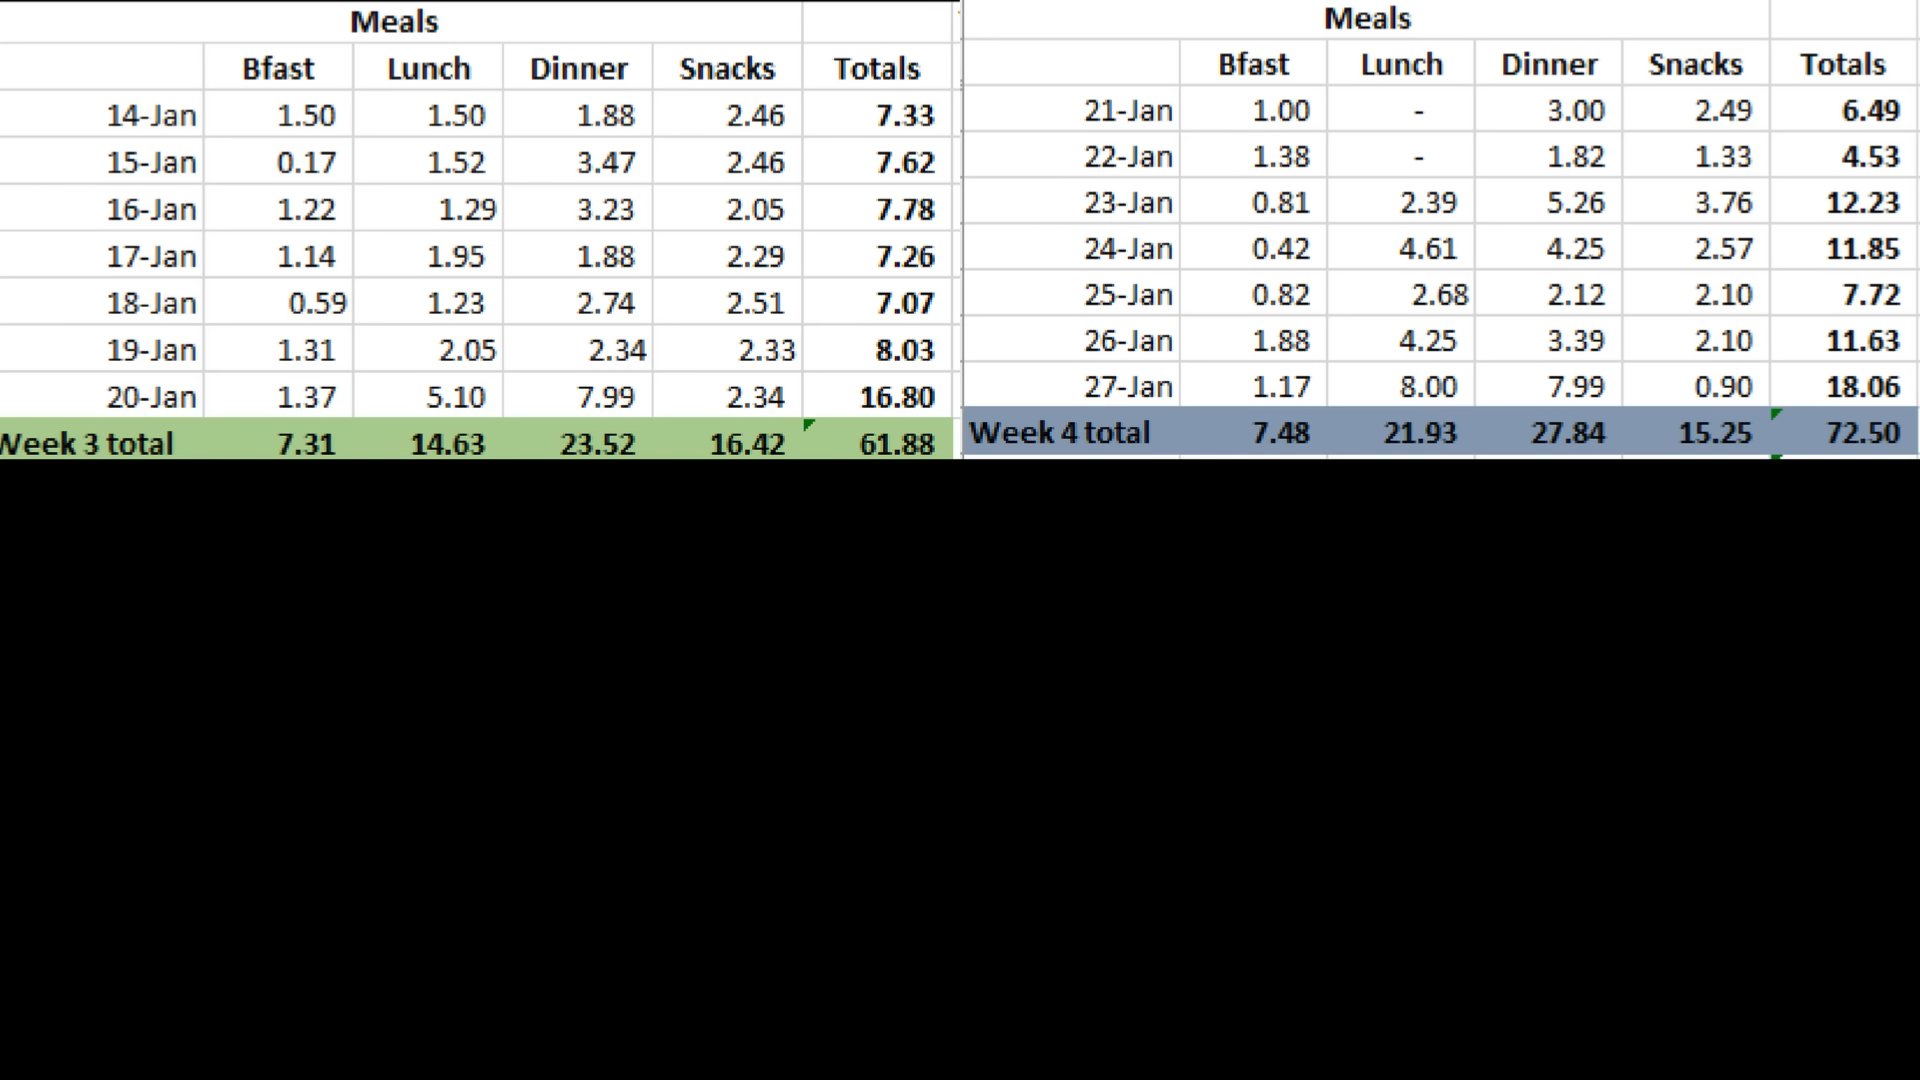 Meals
Bfast Lunch Dinner Snacks Totals
14-Jan 1.50 1.50 1.88 2.46 7.33
15-Jan 0.17 1.52 3.47 2.46 7.62
16-Jan 1.22 1.29 3.23 2.05 7.78
17-Jan 1.14 1.95 1.88 2.29 7.26
18-Jan 0.59 1.23 2.74 2.51 7.07
19-Jan 1.31 2.05 2.34 2.33 8.03
20-Jan 1.37 5.10 7.99 2.34 16.80
Week 3 total 7.31 14.63 23.52 16.42 61.88
Meals
Bfast Lunch Dinner Snacks Totals
21-Jan 1.00 - 3.00 2.49 6.49
22-Jan 1.38 - 1.82 1.33 4.53
23-Jan 0.81 2.39 5.26 3.76 12.23
24-Jan 0.42 4.61 4.25 2.57 11.85
25-Jan 0.82 2.68 2.12 2.10 7.72
26-Jan 1.88 4.25 3.39 2.10 11.63
27-Jan 1.17 8.00 7.99 0.90 18.06
Week 4 total 7.48 21.93 27.84 15.25 72.50